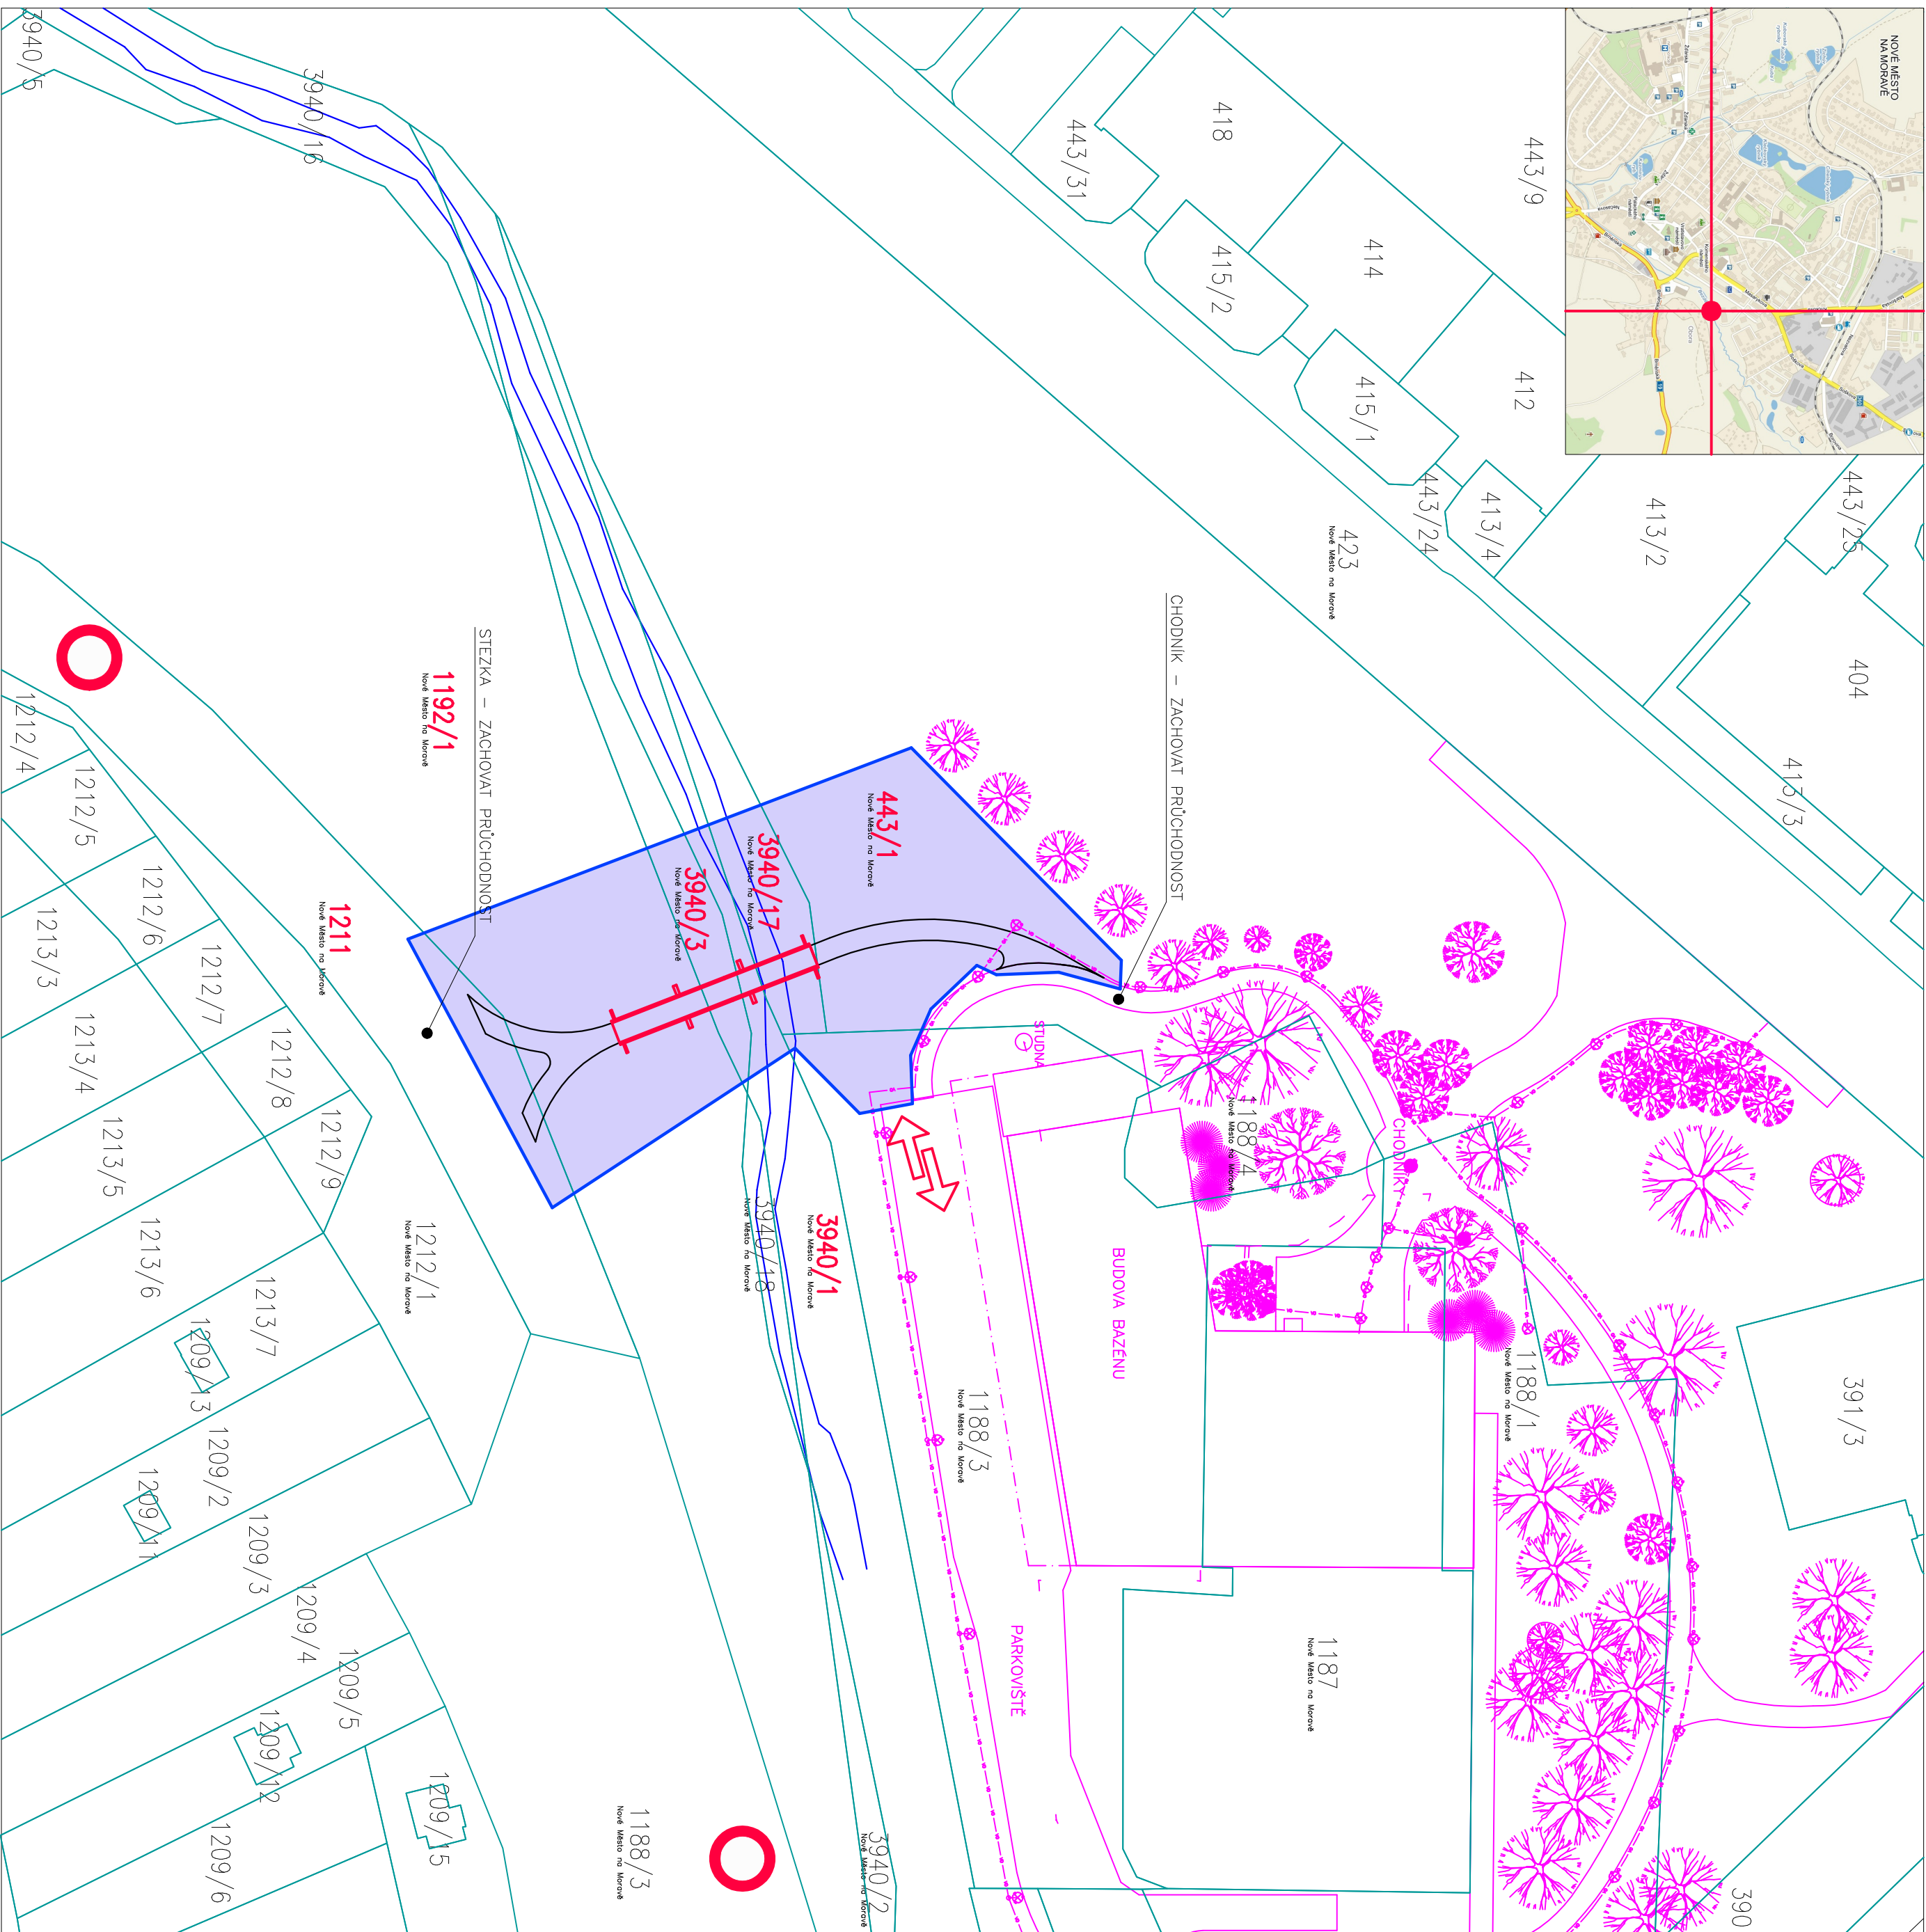 NOVÉ MĚSTO
NA MORAVĚ
3940/5
3940/16
443/31
418
443/9
415/2
414
415/1
412
443/24
413/4
413/2
443/25
423
Nové Město na Moravě
404
413/3
CHODNÍK – ZACHOVAT PRŮCHODNOST
STEZKA – ZACHOVAT PRŮCHODNOST
1192/1
Nové Město na Moravě
443/1
Nové Město na Moravě
3940/17
Nové Město na Moravě
3940/3
Nové Město na Moravě
1211
Nové Město na Moravě
1212/4
1212/5
1212/6
1212/7
1212/8
1212/9
1213/3
1213/4
1213/5
1213/6
1213/7
1212/1
Nové Město na Moravě
STUDNA
1188/4
Nové Město na Moravě
CHODNÍKY
BUDOVA BAZÉNU
3940/1
Nové Město na Moravě
3940/18
Nové Město na Moravě
1188/3
Nové Město na Moravě
1188/1
Nové Město na Moravě
391/3
1187
Nové Město na Moravě
PARKOVIŠTĚ
1209/13
1209/2
1209/11
1209/3
1209/4
1209/5
1209/12
1209/15
1209/6
1188/3
Nové Město na Moravě
3940/2
Nové Město na Moravě
390